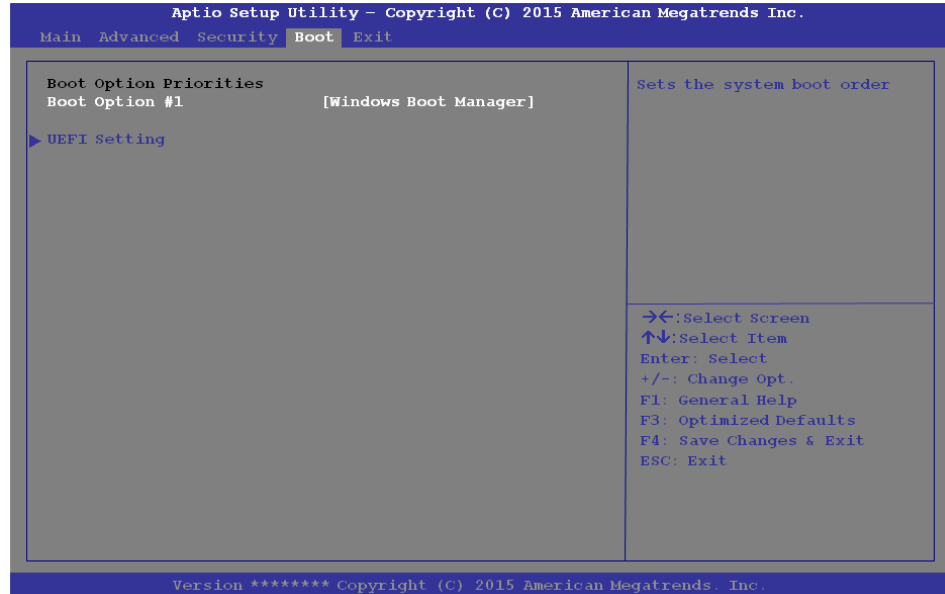 Aptio Setup Utility – Copyright (C) 2015 American Megatrends Inc.
Main Advanced Security Boot Exit
Boot Option Priorities
Boot Option #1 [Windows Boot Manager]
▶ UEFI Setting
Sets the system boot order
→←:Select Screen
↑↓:Select Item
Enter: Select
+/-: Change Opt.
F1: General Help
F3: Optimized Defaults
F4: Save Changes & Exit
ESC: Exit
Version ******** Copyright (C) 2015 American Megatrends. Inc.